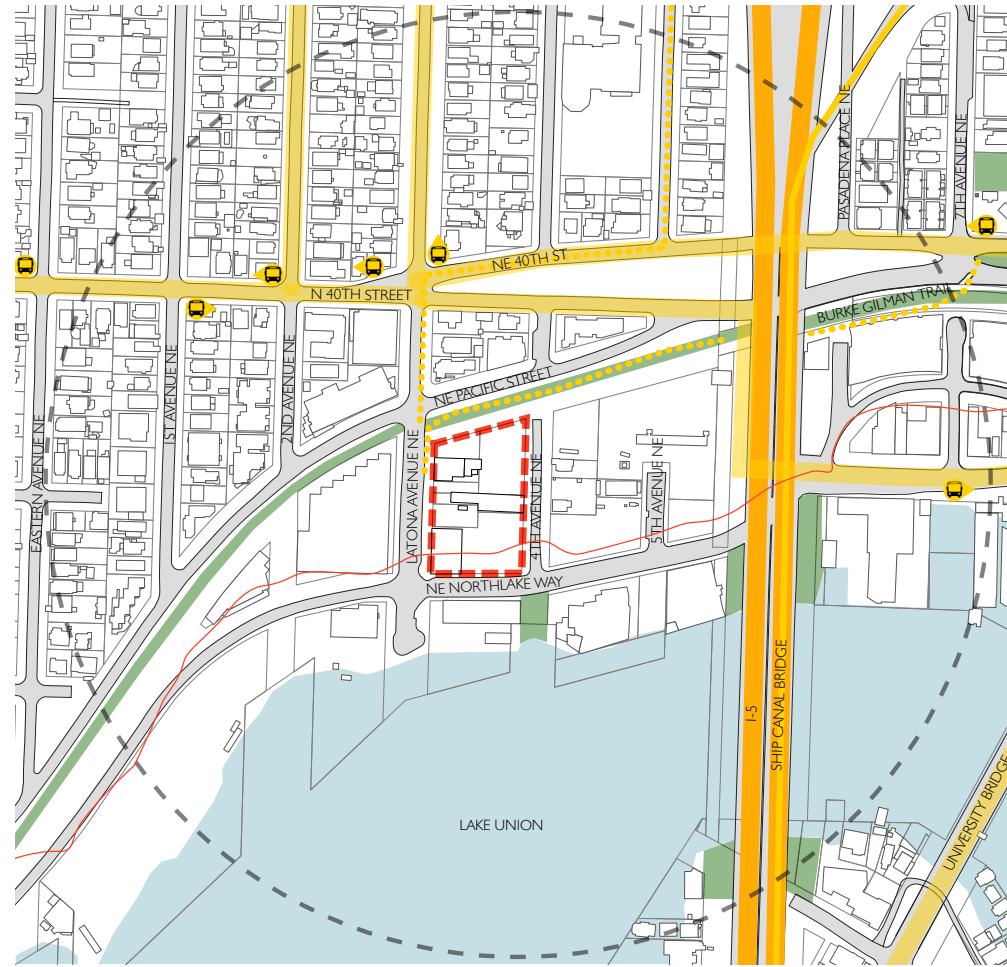 PASADENA PLACE NE
7TH AVENUE NE
NE 40TH ST
N 40TH STREET
BURKE GILMAN TRAIL
1ST AVENUE NE
2ND AVENUE NE
NE PACIFIC STREET
EASTERN AVENUE NE
LATONA AVENUE NE
4TH AVENUE NE
5TH AVENUE NE
NE NORTHLAKE WAY
I-5
SHIP CANAL BRIDGE
LAKE UNION
UNIVERSITY BRIDGE